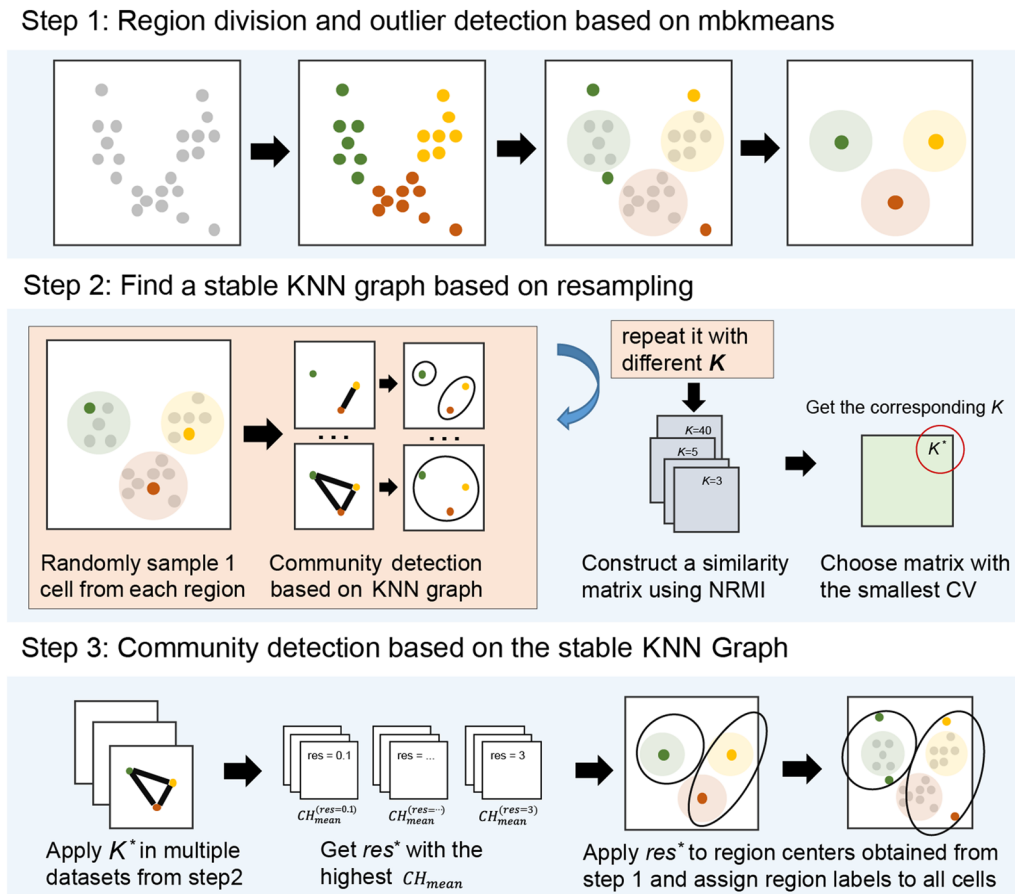 Step 1: Region division and outlier detection based on mbkmeans
Step 2: Find a stable KNN graph based on resampling
repeat it with
different K
Get the corresponding K
K=40
K=5
K=3
K*
...
...
Randomly sample 1
cell from each region
Community detection
based on KNN graph
Construct a similarity
matrix using NRMI
Choose matrix with
the smallest CV
Step 3: Community detection based on the stable KNN Graph
res = 0.1
res = ...
res = 3
CH_{mean}^{(res=0.1)}
CH_{mean}^{(res=⋯)}
CH_{mean}^{(res=3)}
Apply K* in multiple
datasets from step2
Get res* with the
highest CH_{mean}
Apply res* to region centers obtained from
step 1 and assign region labels to all cells